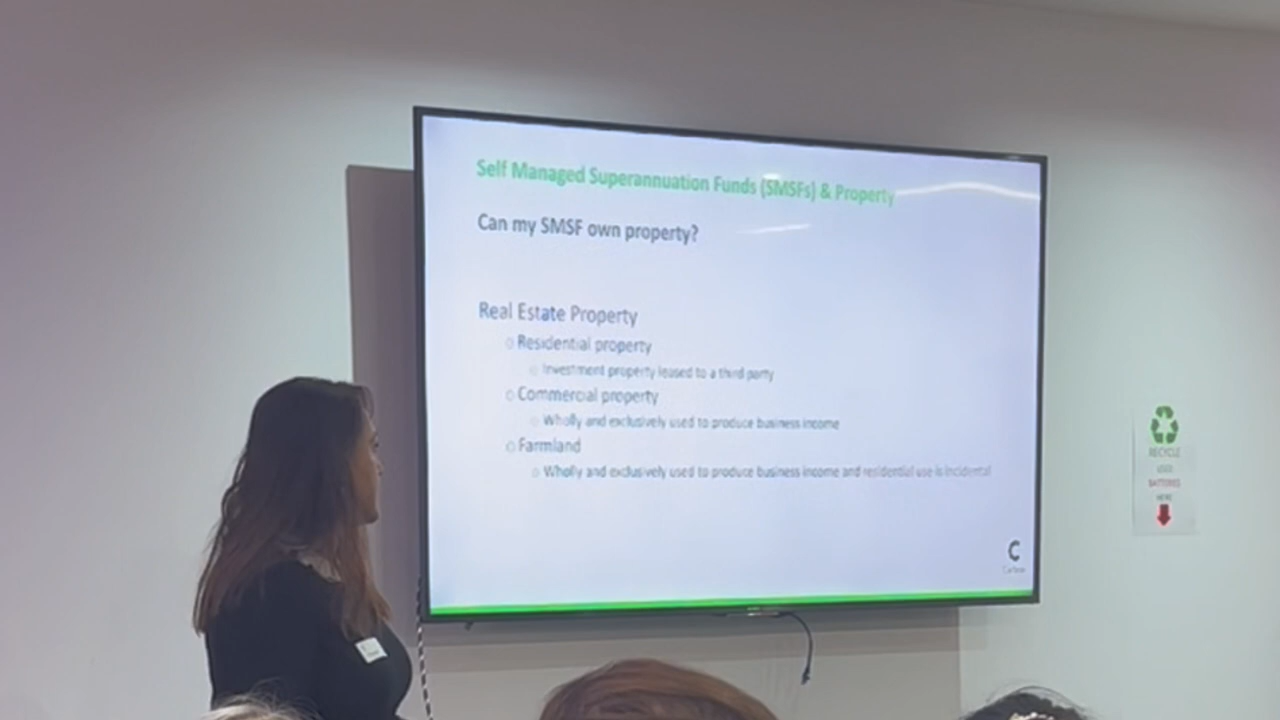 Self Managed Superannuation Funds (SMSFs) & Property
Can my SMSF own property?
Real Estate Property
Residential property
Investment property leased to a third party
Commercial property
Wholly and exclusively used to produce business income
Farmland
Wholly and exclusively used to produce business income and residential use is incidental
C
RECYCLE
USED
BATTERIES
HERE